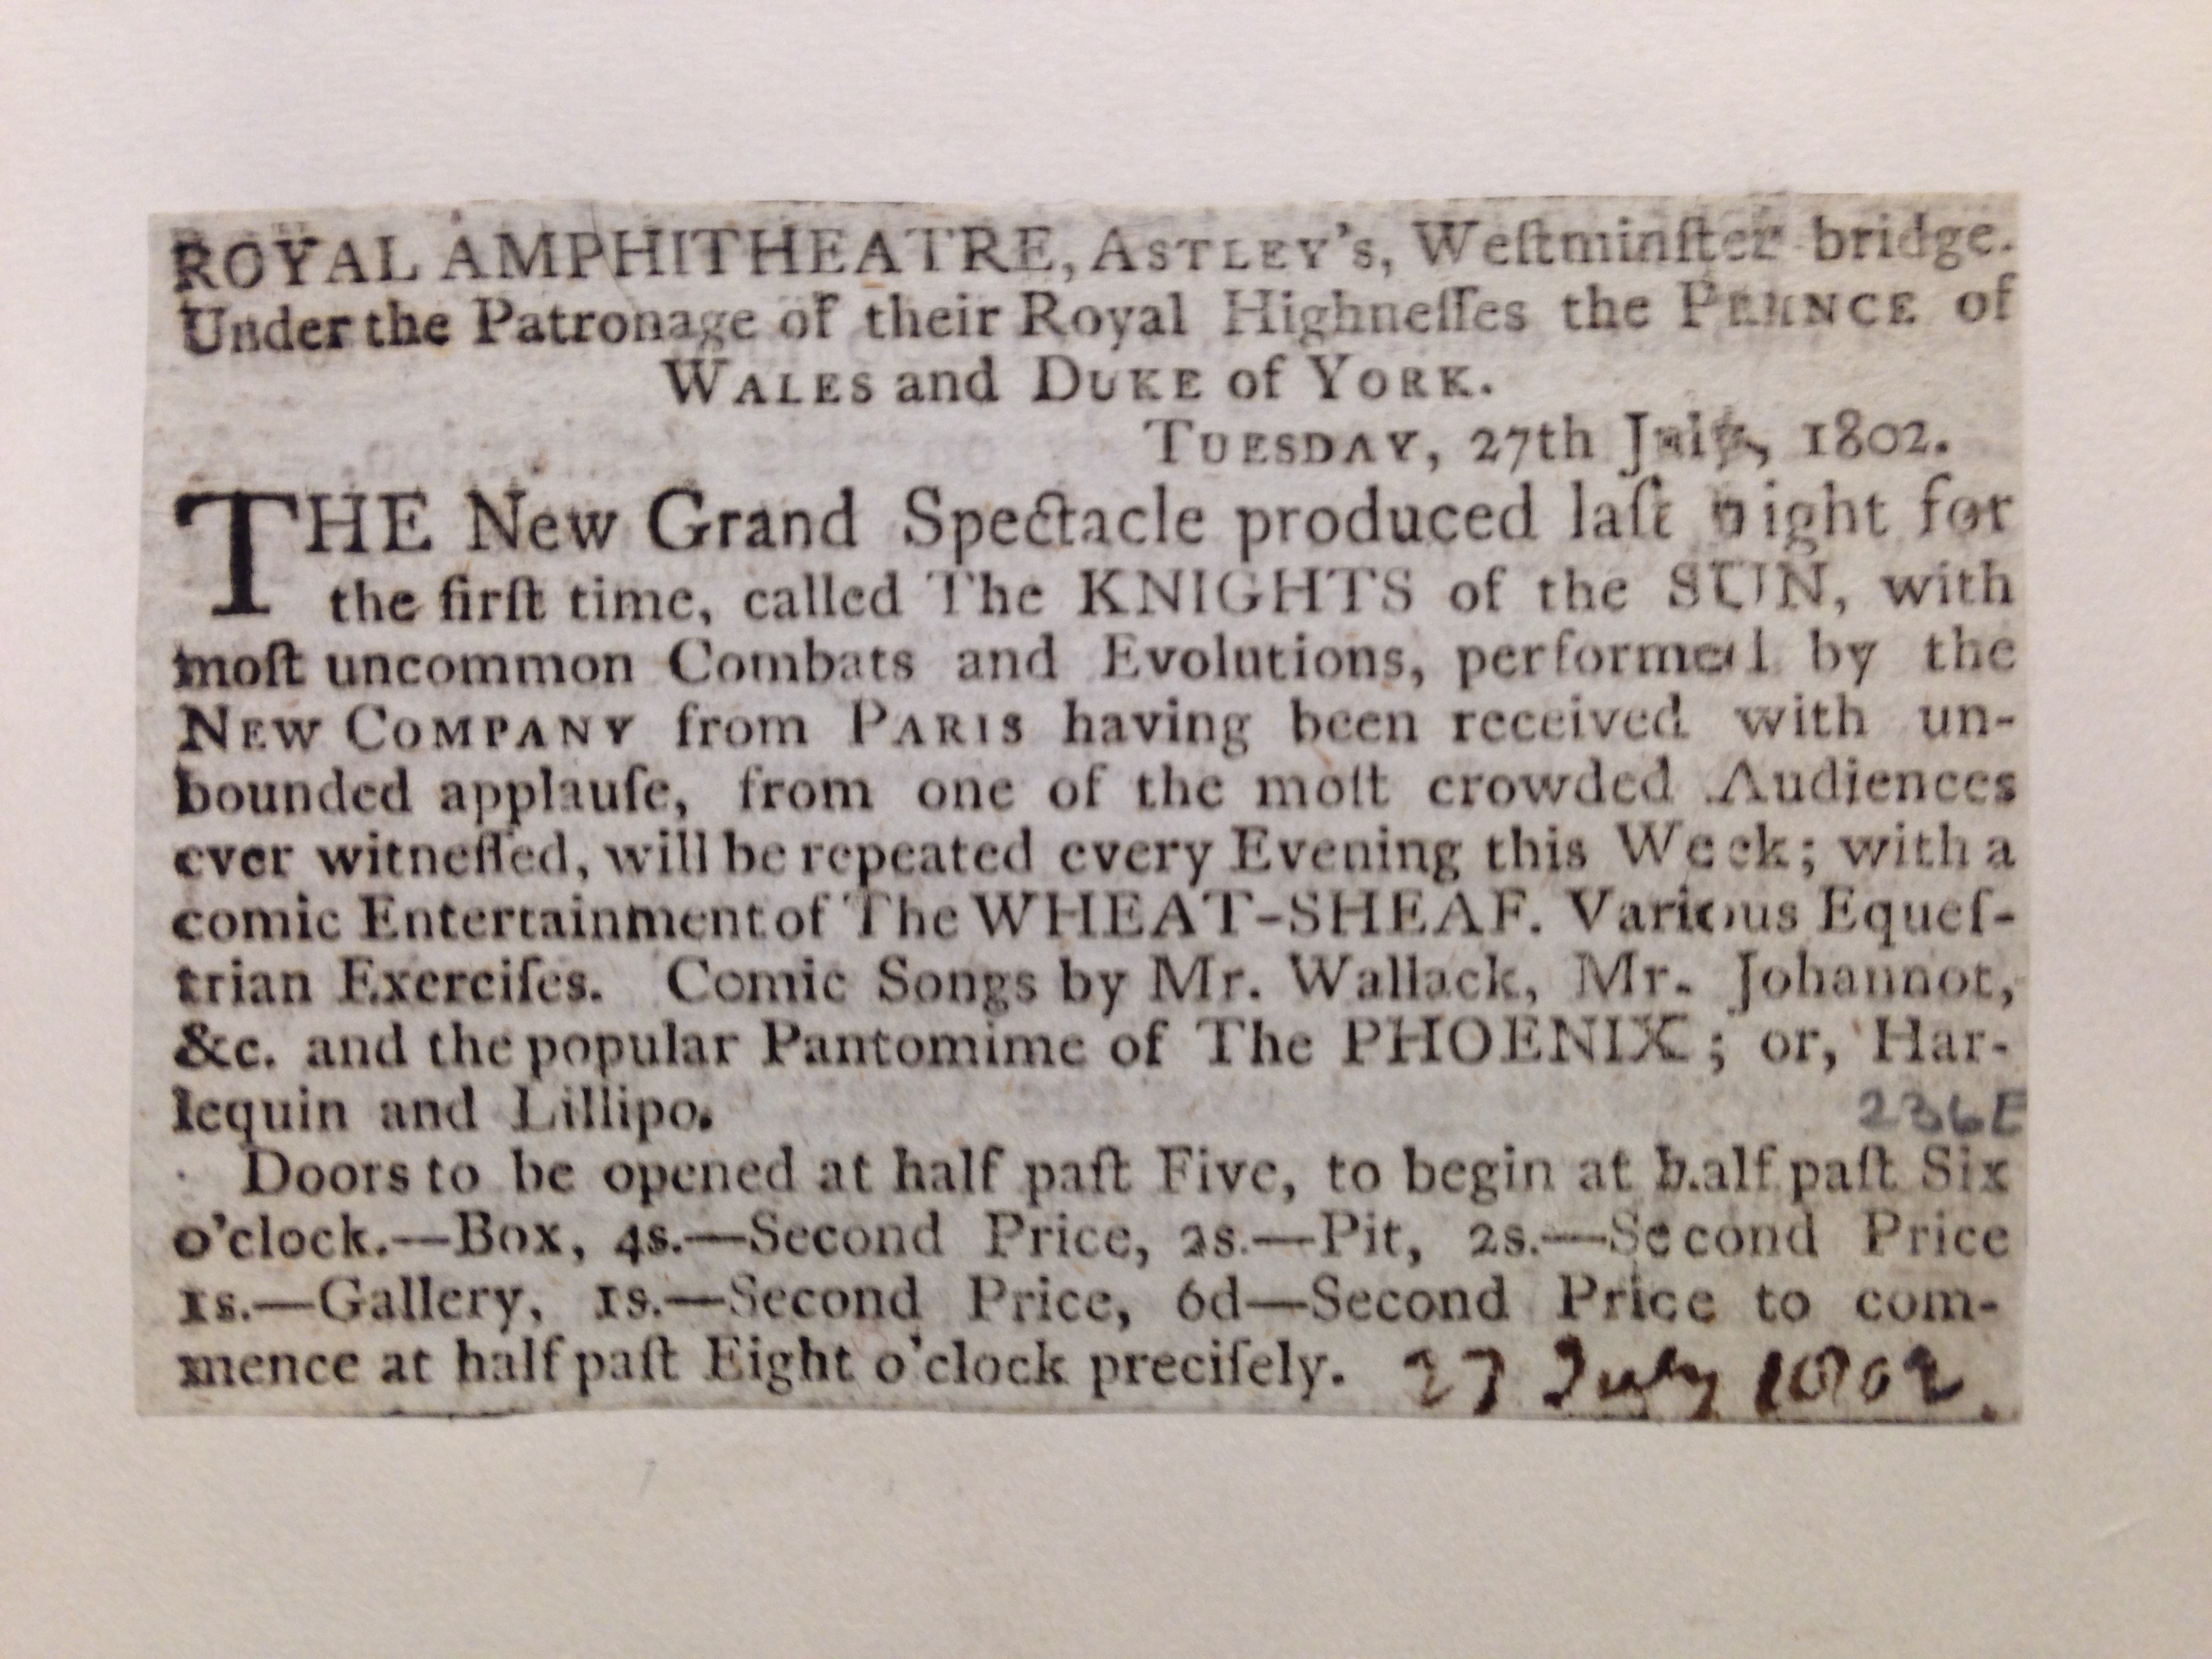 ROYAL AMPHITHEATRE, ASTLEY's, Weſtminſter bridge.
Under the Patronage of their Royal Highneſſes the PRINCE of
WALES and DUKE of YORK.
TUESDAY, 27th July, 1802.
THE New Grand Spectacle produced laſt night for
the firſt time, called The KNIGHTS of the SUN, with
moſt uncommon Combats and Evolutions, performed by the
NEW COMPANY from PARIS having been received with un-
bounded applauſe, from one of the moſt crowded Audiences
ever witneſſed, will be repeated every Evening this Week; with a
comic Entertainment of The WHEAT-SHEAF. Various Equeſ-
trian Exerciſes. Comic Songs by Mr. Wallack, Mr. Johannot,
&c. and the popular Pantomime of The PHOENIX; or, Har-
lequin and Lillipo.
236E
Doors to be opened at half paſt Five, to begin at half paſt Six
o'clock.—Box, 4s.—Second Price, 2s.—Pit, 2s.—Second Price
1s.—Gallery, 1s.—Second Price, 6d—Second Price to com-
mence at half paſt Eight o'clock preciſely. 27 July 1802.